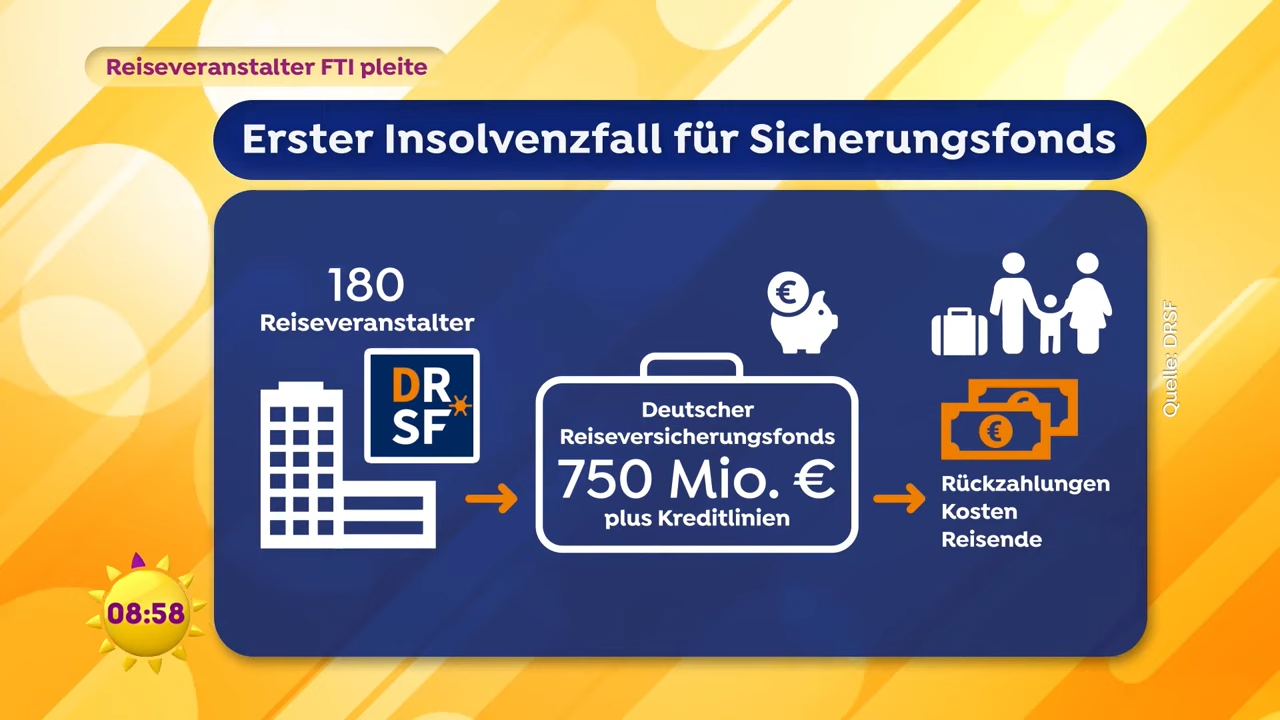 Reiseveranstalter FTI pleite
Erster Insolvenzfall für Sicherungsfonds
180
Reiseveranstalter
DR
SF
€
Deutscher
Reiseversicherungsfonds
750 Mio. €
plus Kreditlinien
€
Rückzahlungen
Kosten
Reisende
Quelle: DRSF
08:58